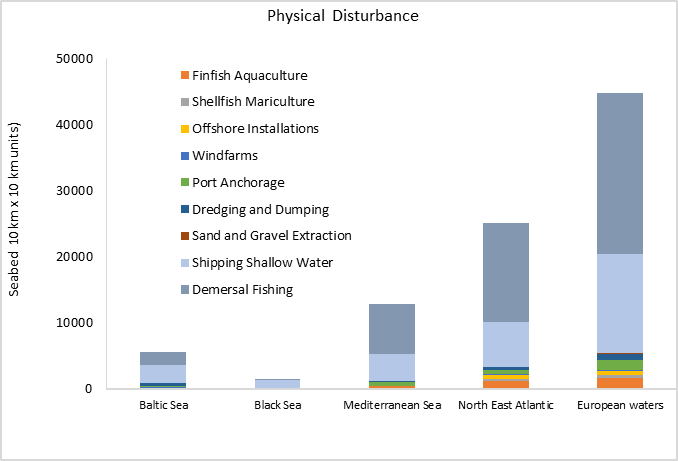 Physical Disturbance
Seabed 10 km x 10 km units)
50000
40000
30000
20000
10000
0
Finfish Aquaculture
Shellfish Mariculture
Offshore Installations
Windfarms
Port Anchorage
Dredging and Dumping
Sand and Gravel Extraction
Shipping Shallow Water
Demersal Fishing
Baltic Sea
Black Sea
Mediterranean Sea
North East Atlantic
European waters